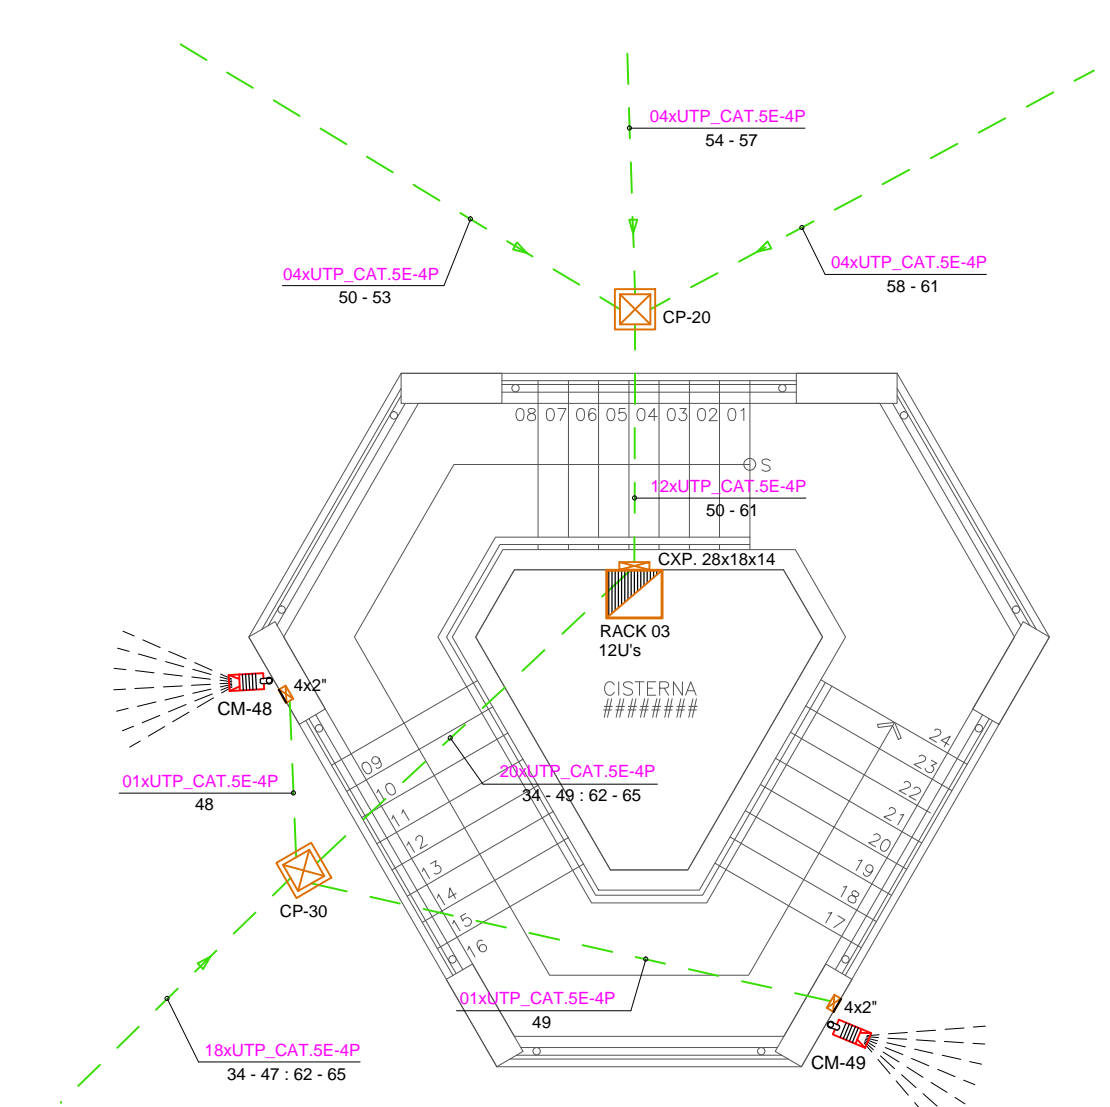 04xUTP_CAT.5E-4P
54 - 57
04xUTP_CAT.5E-4P
50 - 53
04xUTP_CAT.5E-4P
58 - 61
CP-20
08 07 06 05 04 03 02 01
S
12xUTP_CAT.5E-4P
50 - 61
CXP. 28x18x14
RACK 03
12U's
CISTERNA
########
4x2"
CM-48
01xUTP_CAT.5E-4P
48
20xUTP_CAT.5E-4P
34 - 49 : 62 - 65
09
10
11
12
13
14
15
16
24
23
22
21
20
19
18
17
CP-30
01xUTP_CAT.5E-4P
49
4x2"
CM-49
18xUTP_CAT.5E-4P
34 - 47 : 62 - 65